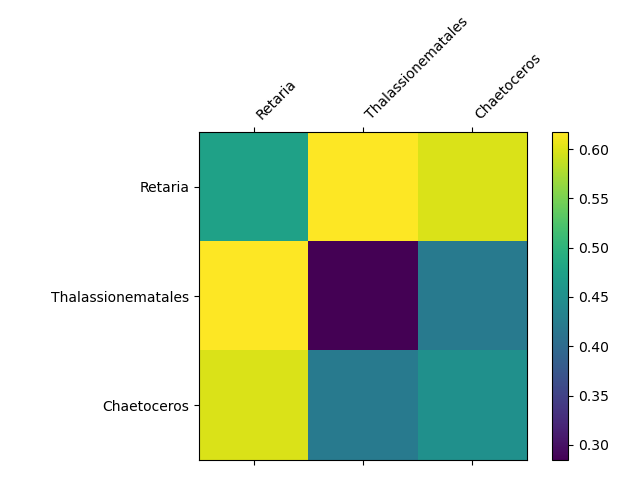 Retaria
Thalassionematales
Chaetoceros
Retaria
Thalassionematales
Chaetoceros
0.60
0.55
0.50
0.45
0.40
0.35
0.30